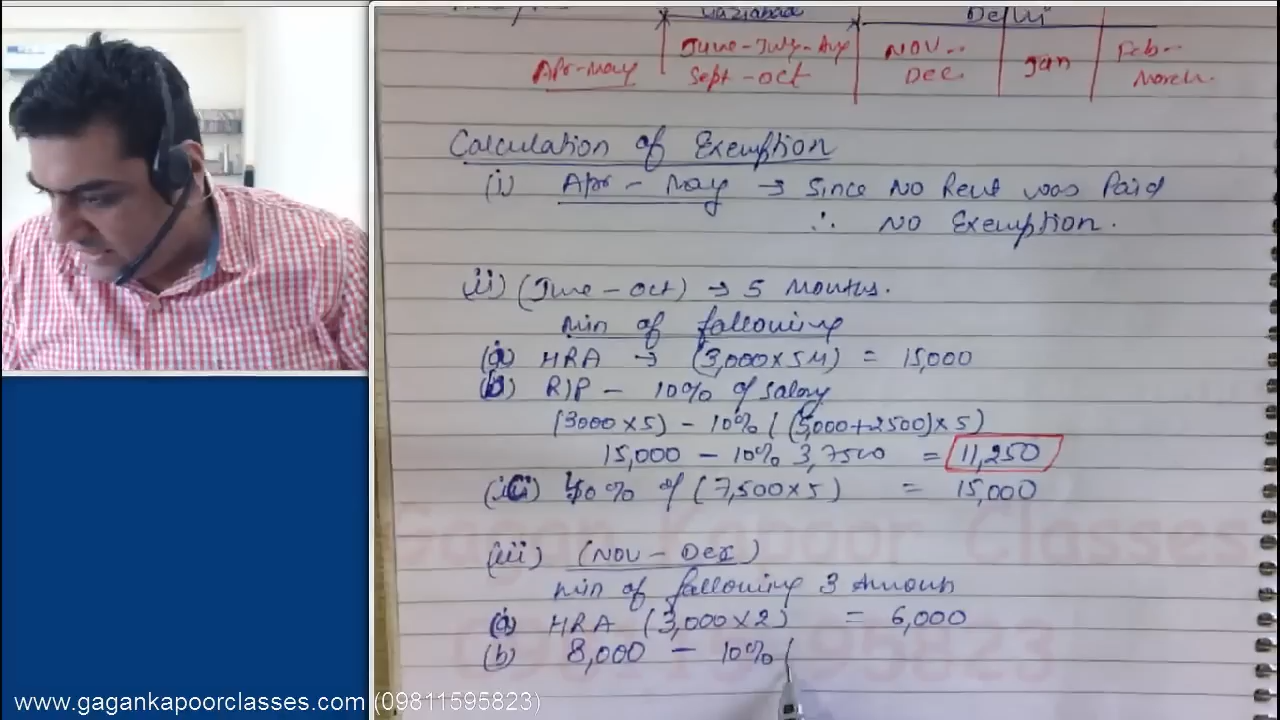 Ghaziabad Delhi
Apr-May June-July-Aug Sept-Oct Nov- Dec Jan Feb- March
Calculation of Exemption
(i) Apr-May → Since No Rent was Paid
∴ No Exemption.
ii) (June-Oct) → 5 Months.
Min of following
(a) HRA → (3,000×5M) = 15,000
(b) R/P - 10% of salary
(3000×5) - 10% ((5,000+2500)×5)
15,000 - 10% 3,7500 = 11,250
40% of (7,500×5) = 15,000
(iii) (Nov-Dec)
Min of following 3 Amount
(a) HRA (3,000×2) = 6,000
(b) 8,000 - 10% (
Gagan Kapoor Classes
09811595823
www.gagankapoorclasses.com (09811595823)